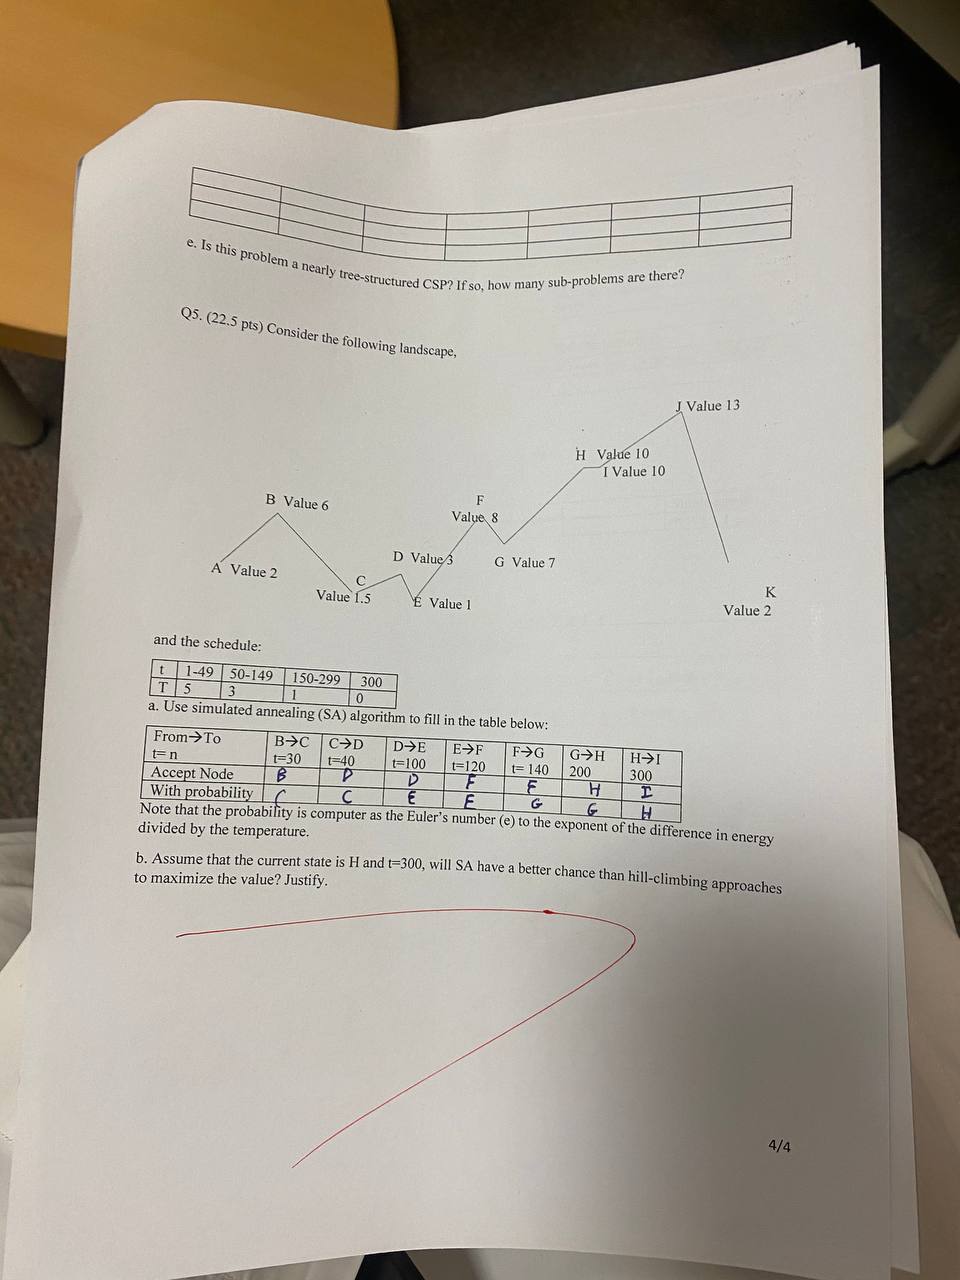 e. Is this problem a nearly tree-structured CSP? If so, how many sub-problems are there?
Q5. (22.5 pts) Consider the following landscape,
J Value 13
H Value 10
I Value 10
B Value 6
F
Value 8
D Value 3
G Value 7
A Value 2
C
Value 1.5
E Value 1
K
Value 2
and the schedule:
t 1-49 50-149 150-299 300
T 5 3 1 0
a. Use simulated annealing (SA) algorithm to fill in the table below:
From→To B→C C→D D→E E→F F→G G→H H→I
t= n t=30 t=40 t=100 t=120 t= 140 200 300
Accept Node B D D F F H I
With probability C C E E G G H
Note that the probability is computer as the Euler's number (e) to the exponent of the difference in energy
divided by the temperature.
b. Assume that the current state is H and t=300, will SA have a better chance than hill-climbing approaches
to maximize the value? Justify.
4/4